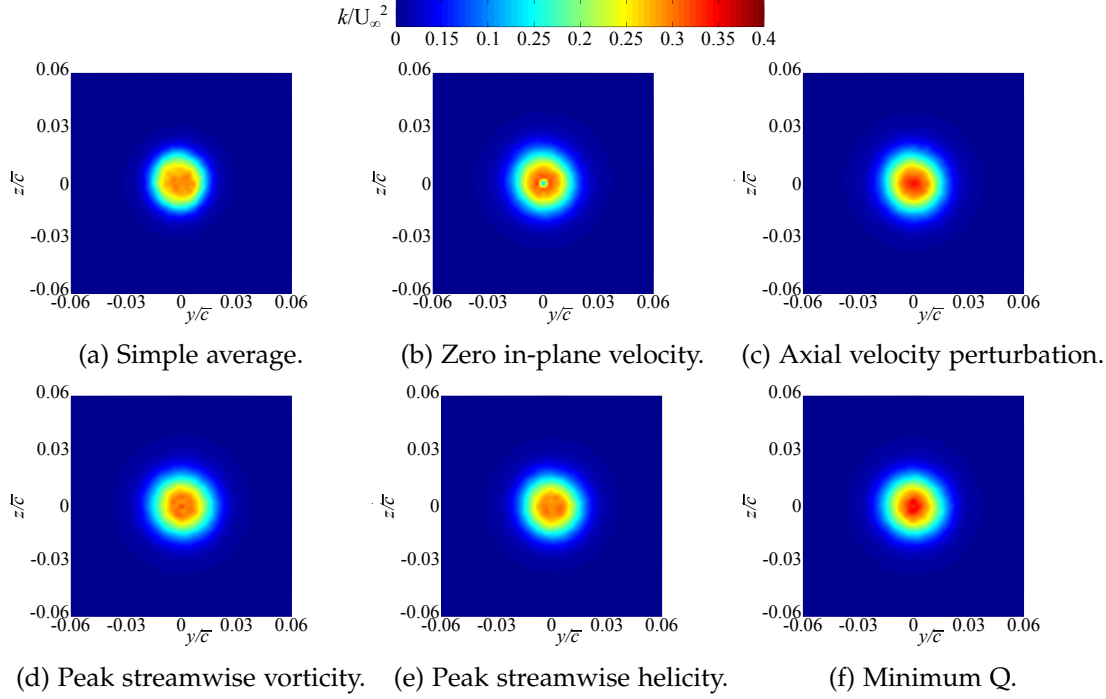 k/U∞²
0 0.15 0.1 0.15 0.2 0.25 0.3 0.35 0.4
0.06 0.06 0.06
0.03 0.03 0.03
z/c̅ 0 z/c̅ 0 z/c̅ 0
-0.03 -0.03 -0.03
-0.06 -0.06 -0.06
-0.06 -0.03 0 0.03 0.06 -0.06 -0.03 0 0.03 0.06 -0.06 -0.03 0 0.03 0.06
y/c̅ y/c̅ y/c̅
(a) Simple average. (b) Zero in-plane velocity. (c) Axial velocity perturbation.
0.06 0.06 0.06
0.03 0.03 0.03
z/c̅ 0 z/c̅ 0 z/c̅ 0
-0.03 -0.03 -0.03
-0.06 -0.06 -0.06
-0.06 -0.03 0 0.03 0.06 -0.06 -0.03 0 0.03 0.06 -0.06 -0.03 0 0.03 0.06
y/c̅ y/c̅ y/c̅
(d) Peak streamwise vorticity. (e) Peak streamwise helicity. (f) Minimum Q.